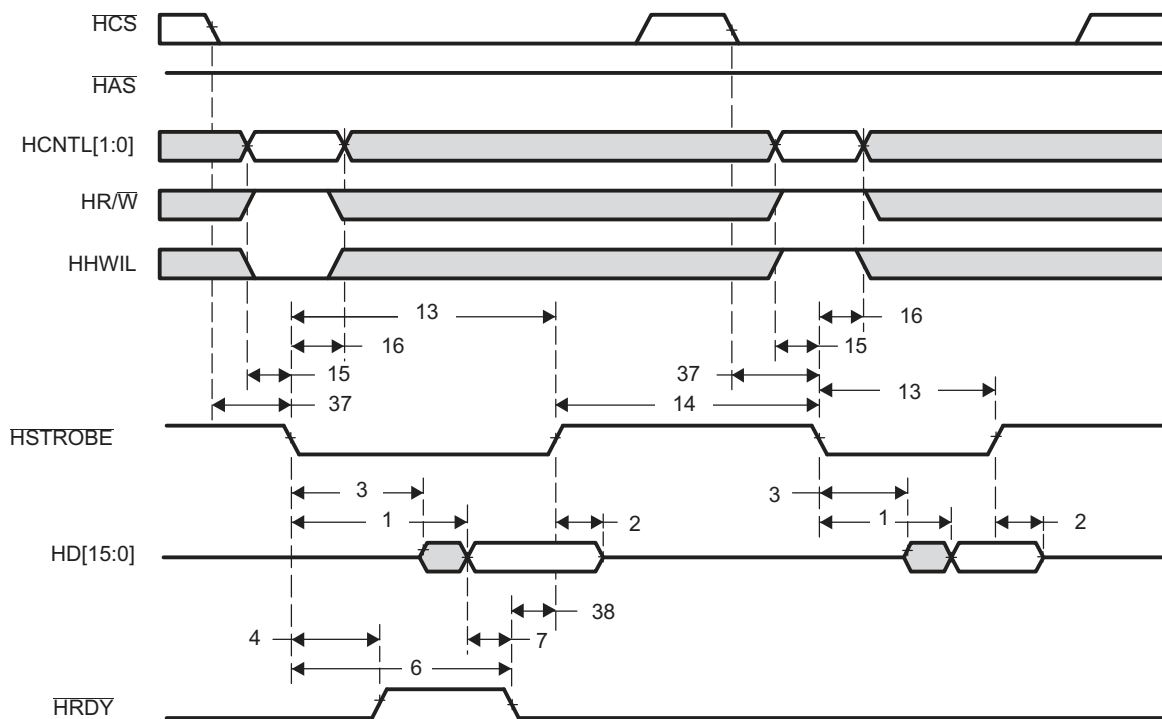 HCS
HAS
HCNTL[1:0]
HR/W
HHWIL
13
16
16
15
15
37
37
13
14
HSTROBE
3
3
1
2
1
2
HD[15:0]
38
4
7
6
HRDY